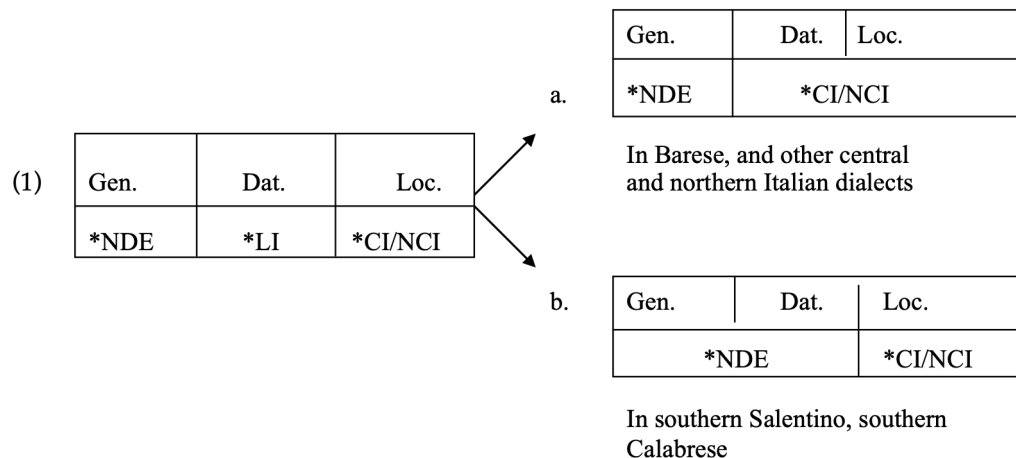 Gen. Dat. Loc.
a. *NDE *CI/NCI
In Barese, and other central
and northern Italian dialects
(1) Gen. Dat. Loc.
*NDE *LI *CI/NCI
b. Gen. Dat. Loc.
*NDE *CI/NCI
In southern Salentino, southern
Calabrese